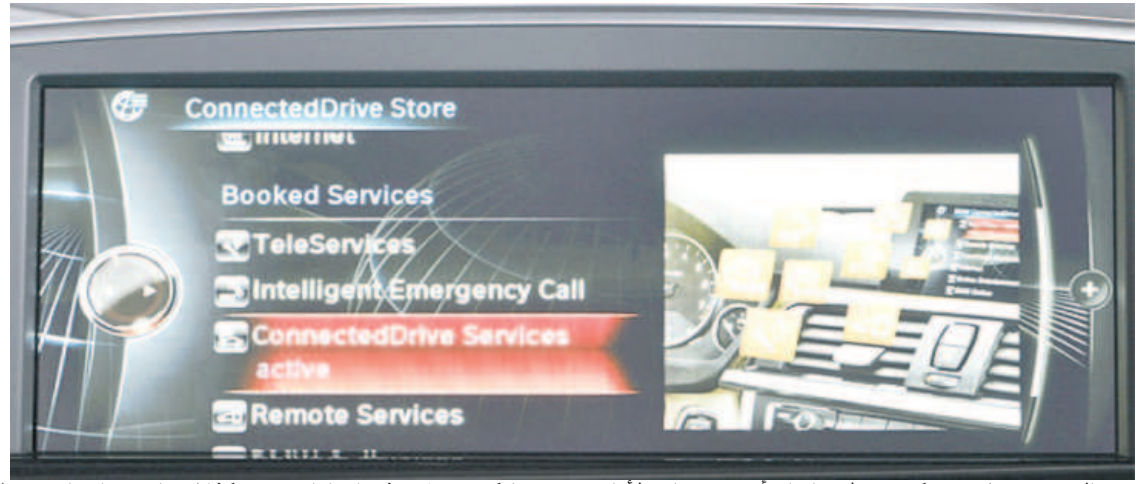 ConnectedDrive Store
Internet
Booked Services
TeleServices
Intelligent Emergency Call
ConnectedDrive Services
active
Remote Services